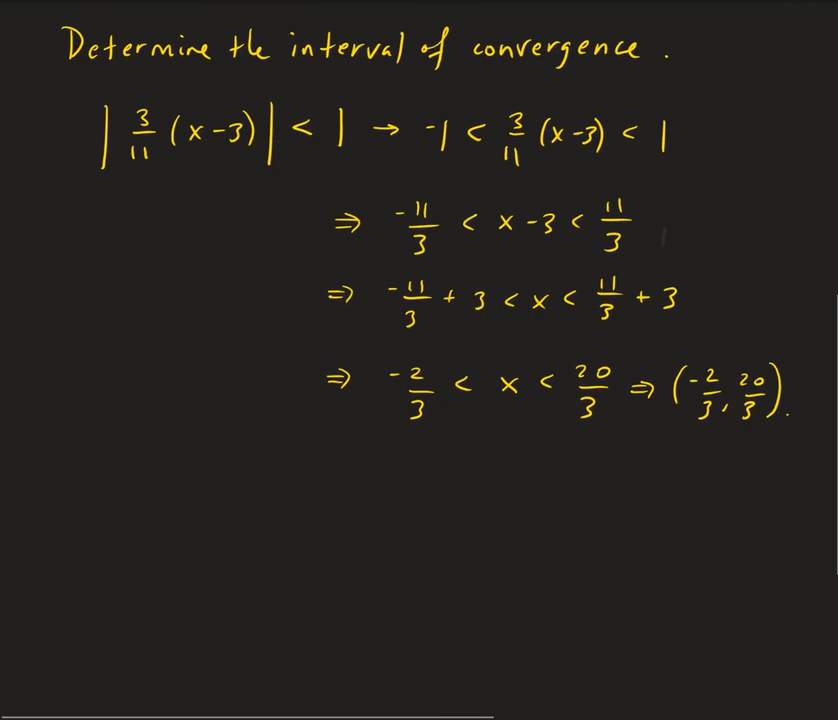 Determine the interval of convergence.
|3/11 (x-3)| < 1 → -1 < 3/11 (x-3) < 1
⇒ -11/3 < x-3 < 11/3
⇒ -11/3 + 3 < x < 11/3 + 3
⇒ -2/3 < x < 20/3 ⇒ (-2/3, 20/3).